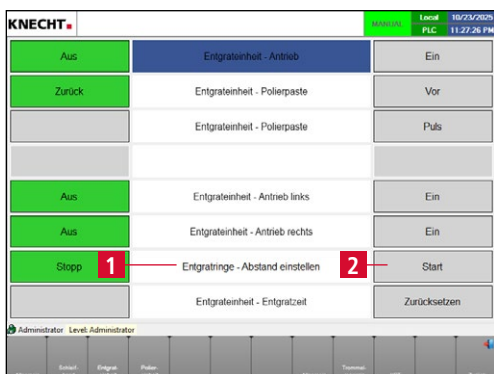 KNECHT
MANUAL
Local 10/23/2025
PLC 11:27:26 PM
Aus Entgrateinheit - Antrieb Ein
Zurück Entgrateinheit - Polierpaste Vor
Entgrateinheit - Polierpaste Puls
Aus Entgrateinheit - Antrieb links Ein
Aus Entgrateinheit - Antrieb rechts Ein
Stopp 1 Entgratringe - Abstand einstellen 2 Start
Entgrateinheit - Entgratzeit Zurücksetzen
Administrator Level: Administrator